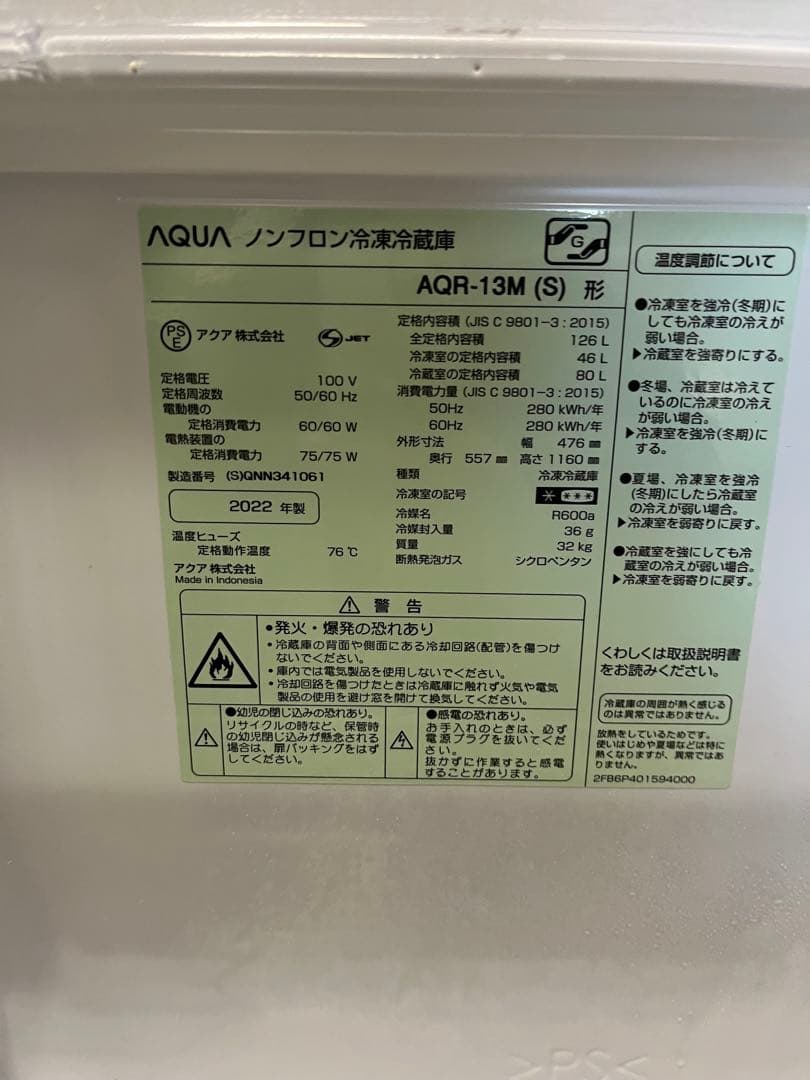 AQUA ノンフロン冷凍冷蔵庫
G
AQR-13M (S) 形
PS
E
アクア 株式会社
S JET
定格電圧 100 V
定格周波数 50/60 Hz
電動機の
定格消費電力 60/60 W
電熱装置の
定格消費電力 75/75 W
製造番号 (S)QNN341061
2022 年製
温度ヒューズ
定格動作温度 76 ℃
アクア 株式会社
Made in Indonesia
定格内容積 (JIS C 9801-3 : 2015)
全定格内容積 126 L
冷凍室の定格内容積 46 L
冷蔵室の定格内容積 80 L
消費電力量 (JIS C 9801-3 : 2015)
50Hz 280 kWh/年
60Hz 280 kWh/年
外形寸法 幅 476 ㎜
奥行 557 ㎜ 高さ 1160 ㎜
種類 冷凍冷蔵庫
冷凍室の記号 * ***
冷媒名 R600a
冷媒封入量 36 g
質量 32 kg
断熱発泡ガス シクロペンタン
警告
•発火・爆発の恐れあり
・冷蔵庫の背面や側面にある冷却回路(配管)を傷つけ
ないでください。
・庫内では電気製品を使用しないでください。
・冷却回路を傷つけたときは冷蔵庫に触れず火気や電気
製品の使用を避け窓を開けて換気してください。
●幼児の閉じ込みの恐れあり。
リサイクルの時など、保管時
の幼児閉じ込みが懸念される
場合は、扉パッキングをはず
してください。
●感電の恐れあり。
お手入れのときは、必ず
電源プラグを抜いてくだ
さい。
抜かずに作業すると感電
することがあります。
温度調節について
●冷凍室を強冷(冬期)に
しても冷凍室の冷えが
弱い場合。
▶冷蔵室を強寄りにする。
●冬場、冷蔵室は冷えて
いるのに冷凍室の冷え
が弱い場合。
▶冷凍室を強冷(冬期)に
する。
●夏場、冷凍室を強冷
(冬期)にしたら冷蔵室
の冷えが弱い場合。
▶冷凍室を弱寄りに戻す。
●冷蔵室を強にしても冷
蔵室の冷えが弱い場合。
▶冷凍室を弱寄りに戻す。
くわしくは取扱説明書
をお読みください。
冷蔵庫の周囲が熱く感じる
のは異常ではありません。
放熱をしているためです。
使いはじめや夏場などは特に
熱くなりますが、異常ではあ
りません。
2FB6P401594000
>PS<